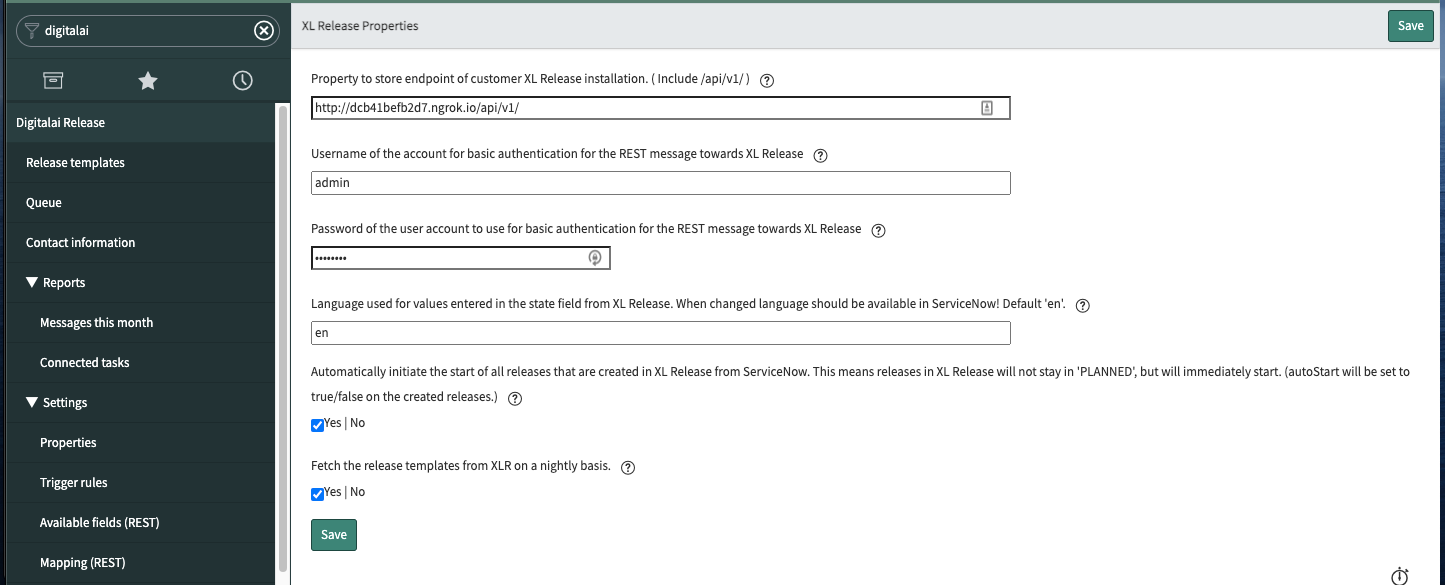 digitalai
Digitalai Release
Release templates
Queue
Contact information
Reports
Messages this month
Connected tasks
Settings
Properties
Trigger rules
Available fields (REST)
Mapping (REST)
XL Release Properties
Save
Property to store endpoint of customer XL Release installation. ( Include /api/v1/ )
http://dcb41befb2d7.ngrok.io/api/v1/
Username of the account for basic authentication for the REST message towards XL Release
admin
Password of the user account to use for basic authentication for the REST message towards XL Release
••••••••
Language used for values entered in the state field from XL Release. When changed language should be available in ServiceNow! Default 'en'.
en
Automatically initiate the start of all releases that are created in XL Release from ServiceNow. This means releases in XL Release will not stay in 'PLANNED', but will immediately start. (autoStart will be set to
true/false on the created releases.)
Yes | No
Fetch the release templates from XLR on a nightly basis.
Yes | No
Save